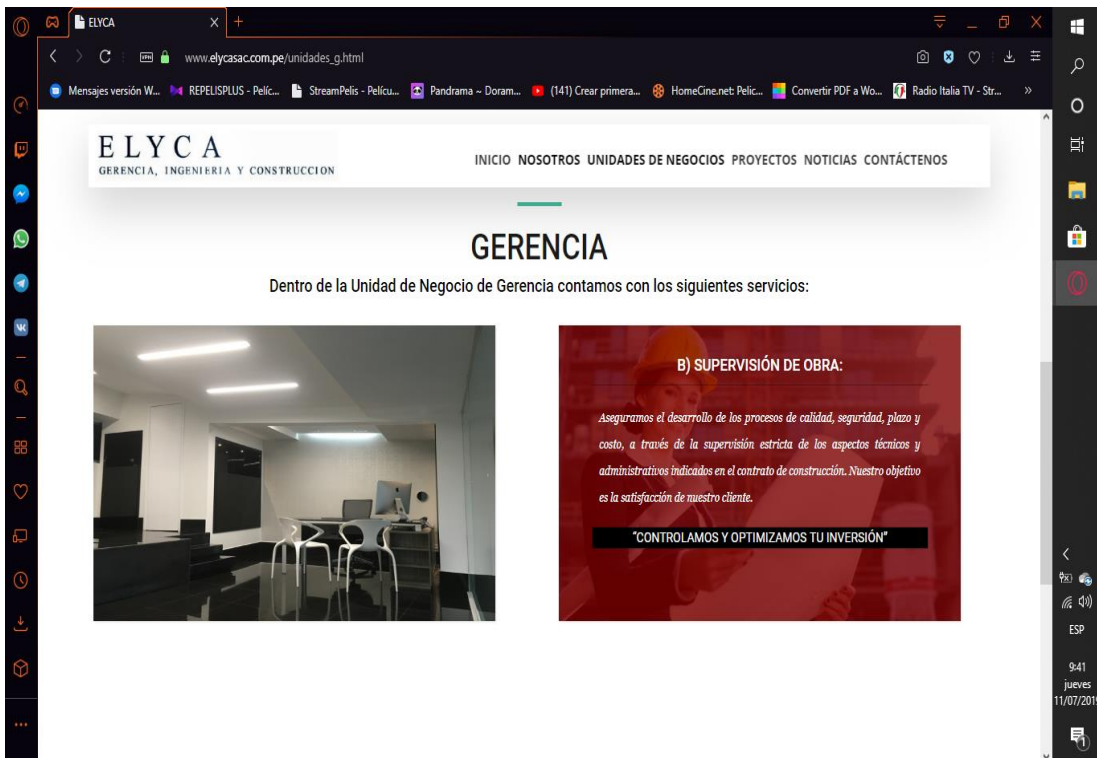 ELYCA
www.elycasac.com.pe/unidades_g.html
Mensajes versión W... REPELISPLUS - Pelíc... StreamPelis - Pelícu... Pandrama ~ Doram... (141) Crear primera... HomeCine.net: Pelic... Convertir PDF a Wo... Radio Italia TV - Str... »
ELYCA
GERENCIA, INGENIERIA Y CONSTRUCCION
INICIO NOSOTROS UNIDADES DE NEGOCIOS PROYECTOS NOTICIAS CONTÁCTENOS
GERENCIA
Dentro de la Unidad de Negocio de Gerencia contamos con los siguientes servicios:
B) SUPERVISIÓN DE OBRA:
Aseguramos el desarrollo de los procesos de calidad, seguridad, plazo y
costo, a través de la supervisión estricta de los aspectos técnicos y
administrativos indicados en el contrato de construcción. Nuestro objetivo
es la satisfacción de nuestro cliente.
"CONTROLAMOS Y OPTIMIZAMOS TU INVERSIÓN"
ESP
9:41
jueves
11/07/201
1